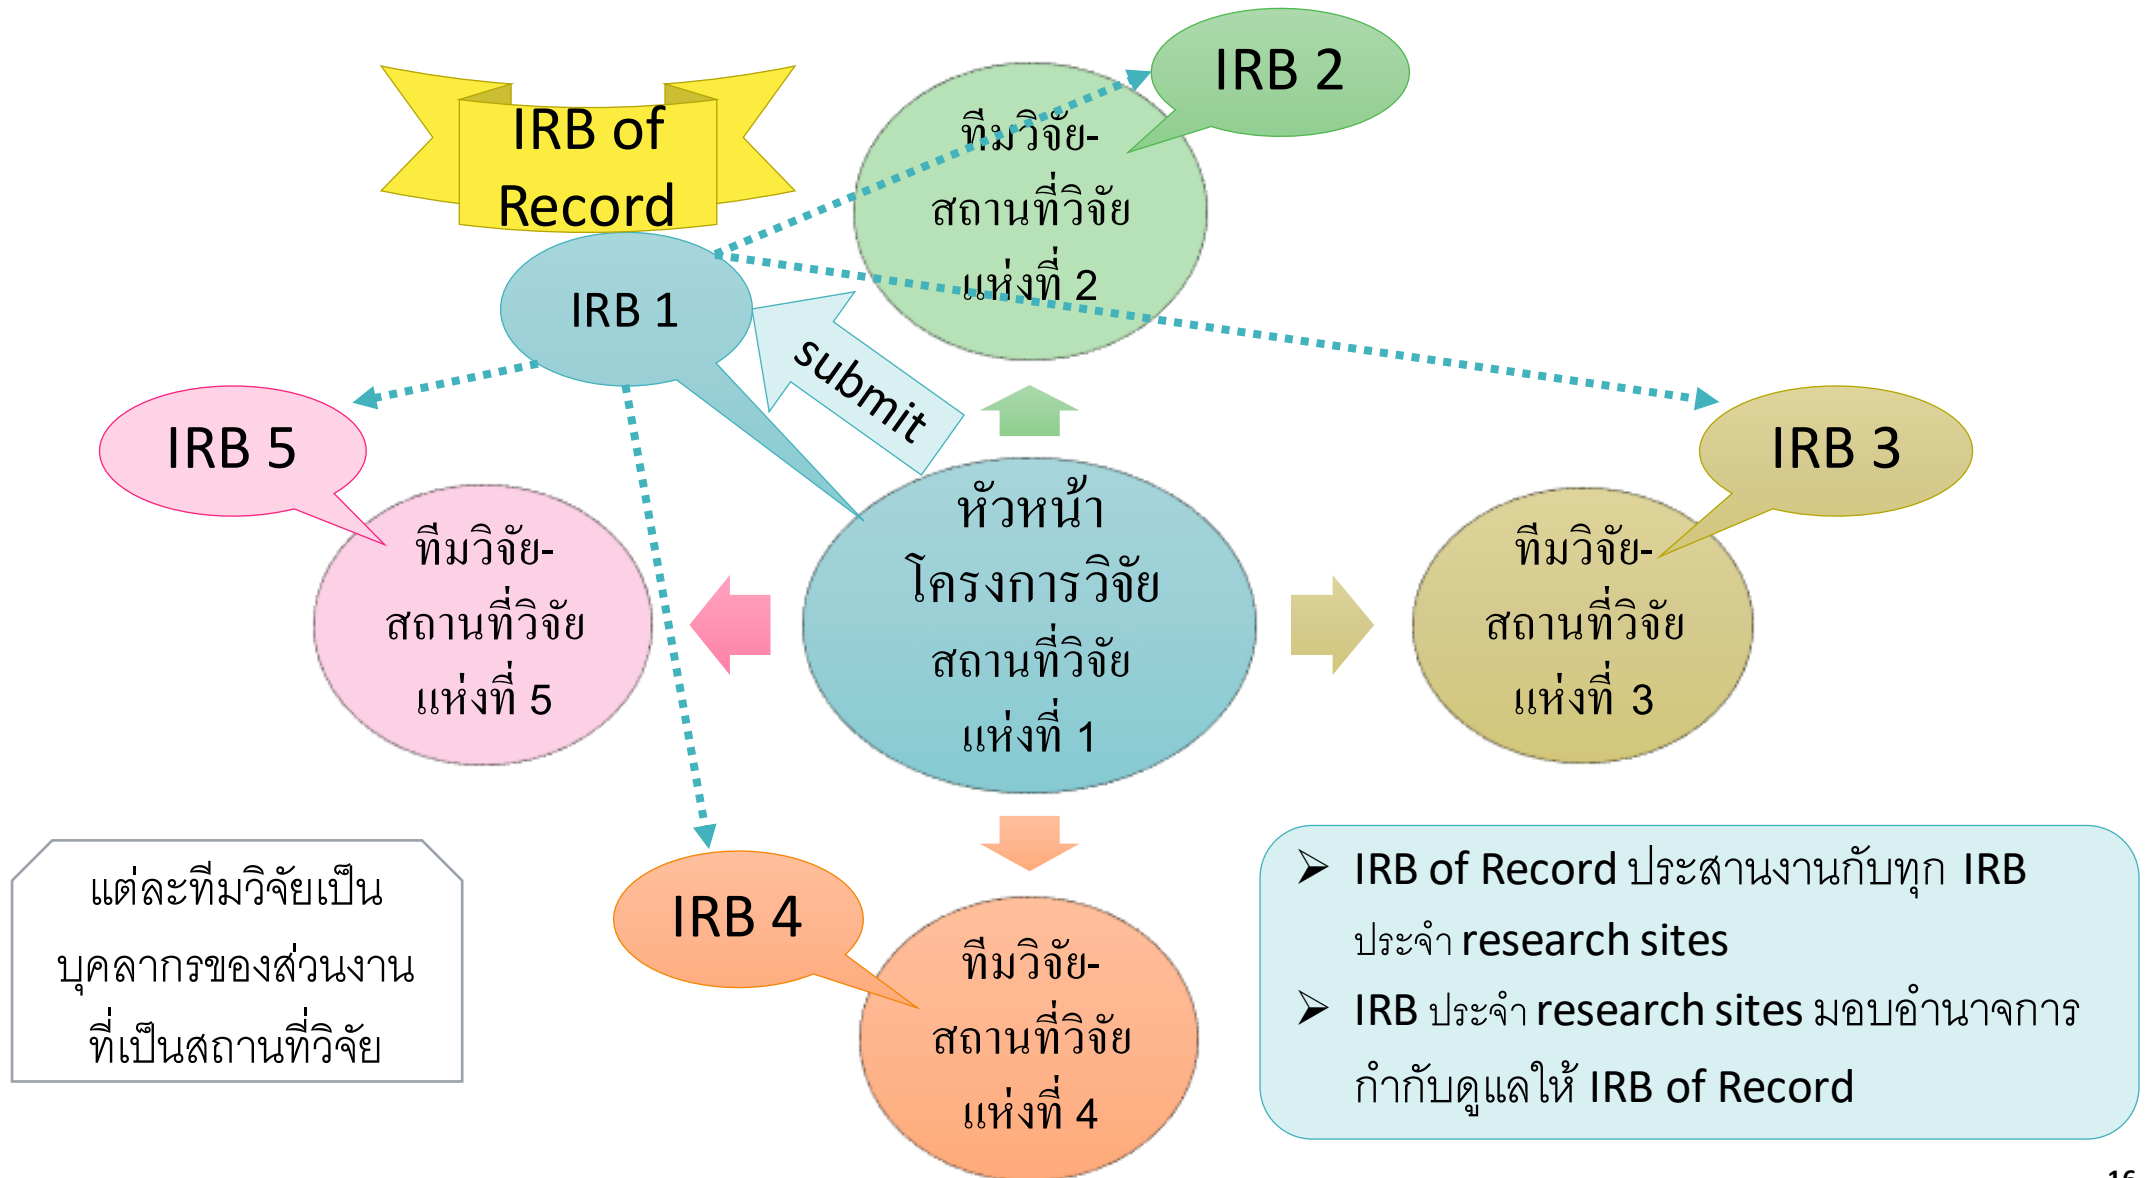 IRB of
Record
IRB 1
IRB 2
ทีมวิจัย-
สถานที่วิจัย
แห่งที่ 2
submit
IRB 5
ทีมวิจัย-
สถานที่วิจัย
แห่งที่ 5
หัวหน้า
โครงการวิจัย
สถานที่วิจัย
แห่งที่ 1
IRB 3
ทีมวิจัย-
สถานที่วิจัย
แห่งที่ 3
IRB 4
ทีมวิจัย-
สถานที่วิจัย
แห่งที่ 4
แต่ละทีมวิจัยเป็น
บุคลากรของส่วนงาน
ที่เป็นสถานที่วิจัย
➢ IRB of Record ประสานงานกับทุก IRB
ประจำ research sites
➢ IRB ประจำ research sites มอบอำนาจการ
กำกับดูแลให้ IRB of Record